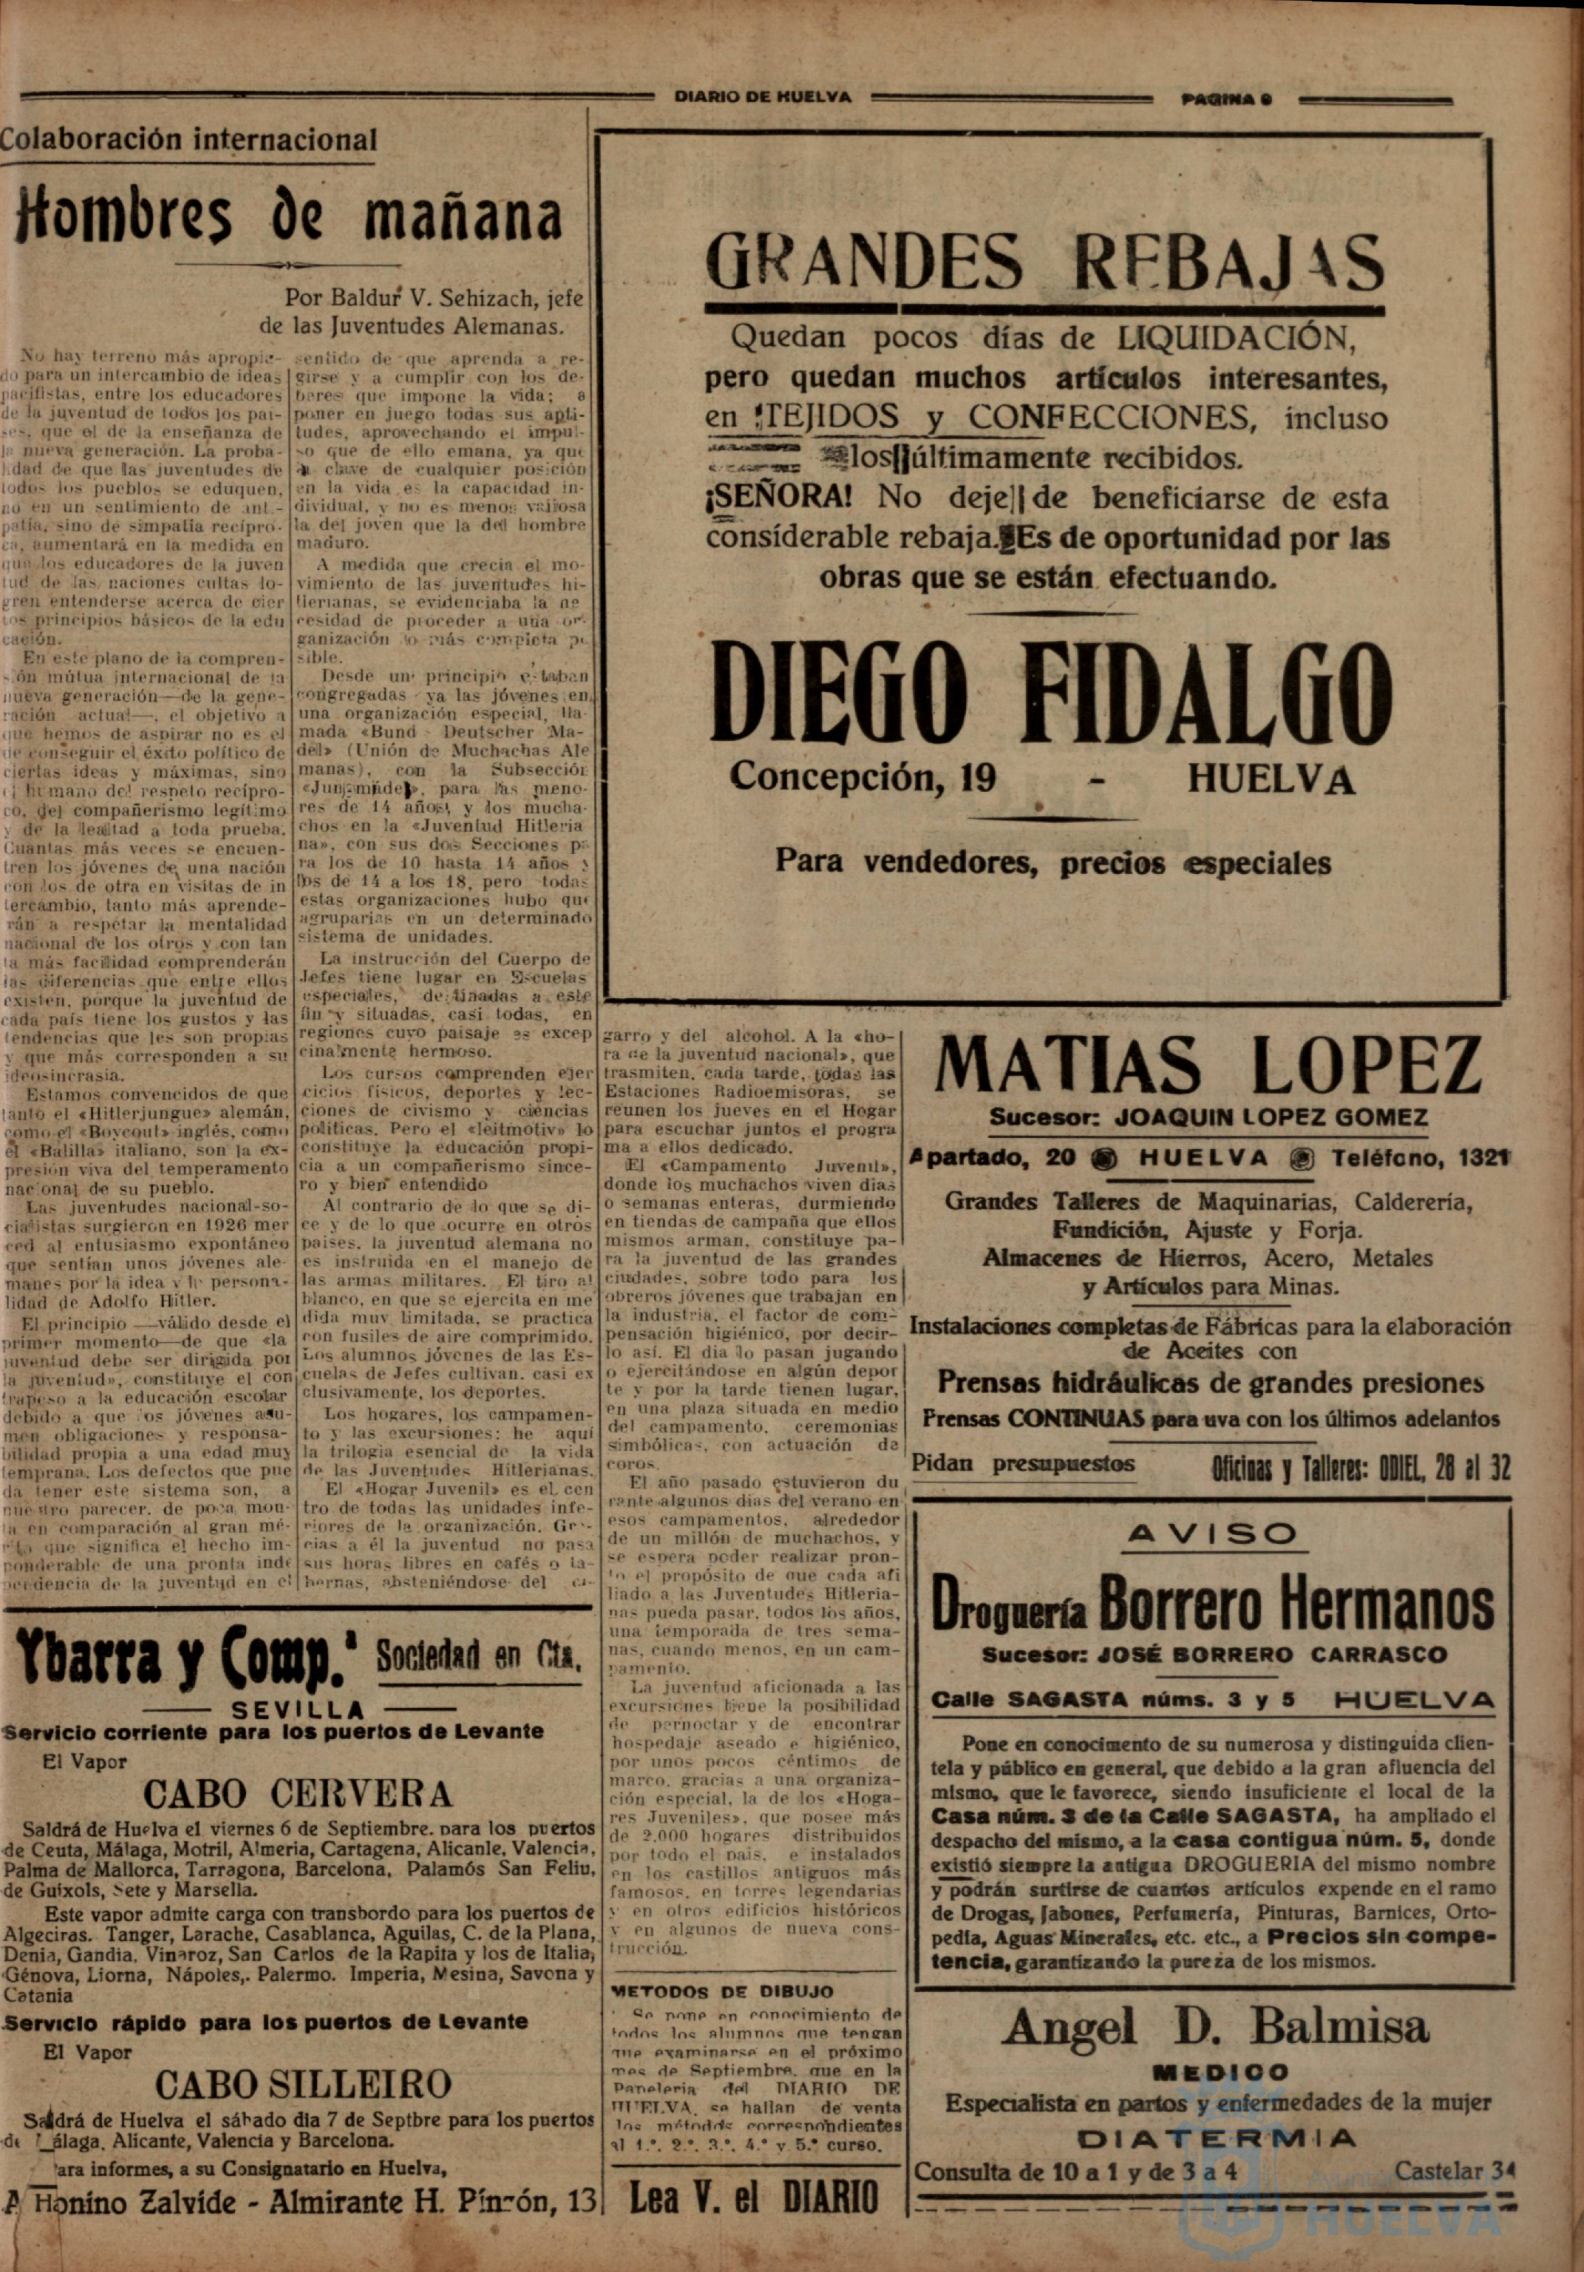 DIARIO DE HUELVA
PAGINA
Colaboración internacional
Hombres de mañana
Por Baldur V. Sehizach, jefe
de las Juventudes Alemanas.
No hay terreno más apropia-
do para un intercambio de ideas
pacifistas, entre los educadores
de la juventud de todos los paí-
ses, que el de la enseñanza de
la nueva generación. La proba-
lidad de que las juventudes de
todos los pueblos se eduquen,
no en un sentimiento de anti-
patía, sino de simpatía recípro-
ca, aumentará en la medida en
que los educadores de la juven
tud de las naciones cultas lo-
gren entenderse acerca de cier
tos principios básicos de la edu
cación.
En este plano de la compren-
sión mútua internacional de la
nueva generación—de la gene-
ración actual—, el objetivo a
que hemos de aspirar no es el
de conseguir el éxito político de
ciertas ideas y máximas, sino
el humano del respeto recípro-
co, del compañerismo legítimo
y de la lealtad a toda prueba.
Cuantas más veces se encuen-
tren los jóvenes de una nación
con los de otra en visitas de in
tercambio, tanto más aprende-
rán a respetar la mentalidad
nacional de los otros y con tan
ta más facilidad comprenderán
las diferencias que entre ellos
existen, porque la juventud de
cada país tiene los gustos y las
tendencias que les son propias
y que más corresponden a su
ideosincrasia.
Estamos convencidos de que
tanto el «Hitlerjungue» alemán,
como el «Boycout» inglés, como
el «Balilla» italiano, son la ex-
presión viva del temperamento
nacional de su pueblo.
Las juventudes nacional-so-
cialistas surgieron en 1926 mer
ced al entusiasmo expontáneo
que sentían unos jóvenes ale-
manes por la idea y la persona-
lidad de Adolfo Hitler.
El principio —válido desde el
primer momento—de que «la
juventud debe ser dirigida por
la juventud», constituye el con
trapeso a la educación escolar
debido a que los jóvenes asu-
men obligaciones y responsa-
bilidad propia a una edad muy
temprana. Los defectos que pue
da tener este sistema son, a
nuestro parecer, de poca mon-
ta en comparación al gran mé-
rito que significa el hecho im-
ponderable de una pronta inde
pendencia de la juventud en el
sentido de que aprenda a re-
girse y a cumplir con los de-
beres que impone la vida; a
poner en juego todas sus apti-
tudes, aprovechando el impul-
so que de ello emana, ya que
la clave de cualquier posición
en la vida es la capacidad in-
dividual, y no es menos valiosa
la del joven que la del hombre
maduro.
A medida que crecía el mo-
vimiento de las juventudes hi-
tlerianas, se evidenciaba la ne
cesidad de proceder a una or-
ganización lo más completa po
sible.
Desde un principio estaban
congregadas ya las jóvenes en
una organización especial, lla-
mada «Bund Deutscher Ma-
del» (Unión de Muchachas Ale
manas), con la Subsección
«Jungmadel», para las meno-
res de 14 años, y los mucha-
chos en la «Juventud Hitleria
na», con sus dos Secciones pa
ra los de 10 hasta 14 años y
los de 14 a los 18, pero todas
estas organizaciones hubo que
agruparlas en un determinado
sistema de unidades.
La instrucción del Cuerpo de
Jefes tiene lugar en Escuelas
especiales, destinadas a este
fin y situadas, casi todas, en
regiones cuyo paisaje es excep
cinalmente hermoso.
Los cursos comprenden ejer
cicios físicos, deportes y lec-
ciones de civismo y ciencias
políticas. Pero el «leitmotiv» lo
constituye la educación propi-
cia a un compañerismo since-
ro y bien entendido
Al contrario de lo que se di-
ce y de lo que ocurre en otros
países, la juventud alemana no
es instruida en el manejo de
las armas militares. El tiro al
blanco, en que se ejercita en me
dida muy limitada, se practica
con fusiles de aire comprimido.
Los alumnos jóvenes de las Es-
cuelas de Jefes cultivan, casi ex
clusivamente, los deportes.
Los hogares, los campamen-
to y las excursiones: he aquí
la trilogía esencial de la vida
de las Juventudes Hitlerianas.
El «Hogar Juvenil» es el cen
tro de todas las unidades infe-
riores de la organización. Gra-
cias a él la juventud no pasa
sus horas libres en cafés o ta-
bernas, absteniéndose del ci-
garro y del alcohol. A la «ho-
ra de la juventud nacional», que
trasmiten, cada tarde, todas las
Estaciones Radioemisoras, se
reunen los jueves en el Hogar
para escuchar juntos el progra
ma a ellos dedicado.
El «Campamento Juvenil»,
donde los muchachos viven días
o semanas enteras, durmiendo
en tiendas de campaña que ellos
mismos arman, constituye pa-
ra la juventud de las grandes
ciudades, sobre todo para los
obreros jóvenes que trabajan en
la industria, el factor de com-
pensación higiénico, por decir-
lo así. El día lo pasan jugando
o ejercitándose en algún depor
te y por la tarde tienen lugar,
en una plaza situada en medio
del campamento, ceremonias
simbólicas, con actuación de
coros.
El año pasado estuvieron du
rante algunos días del verano en
esos campamentos, alrededor
de un millón de muchachos, y
se espera poder realizar pron-
to el propósito de que cada afi
liado a las Juventudes Hitleria-
nas pueda pasar, todos los años,
una temporada de tres sema-
nas, cuando menos, en un cam-
pamento.
La juventud aficionada a las
excursiones tiene la posibilidad
de pernoctar y de encontrar
hospedaje aseado e higiénico,
por unos pocos céntimos de
marco, gracias a una organiza-
ción especial, la de los «Hoga-
res Juveniles», que posee más
de 2.000 hogares distribuidos
por todo el país, e instalados
en los castillos antiguos más
famosos, en torres legendarias
y en otros edificios históricos
y en algunos de nueva cons-
trucción.
METODOS DE DIBUJO
Se pone en conocimiento de
todos los alumnos que tengan
que examinarse en el próximo
mes de Septiembre, que en la
Papelería del DIARIO DE
HUELVA, se hallan de venta
los métodos correspondientes
al 1.º, 2.º, 3.º, 4.º y 5.º curso.
Lea V. el DIARIO
GRANDES REBAJAS
Quedan pocos días de LIQUIDACIÓN,
pero quedan muchos artículos interesantes,
en TEJIDOS y CONFECCIONES, incluso
los últimamente recibidos.
¡SEÑORA! No deje de beneficiarse de esta
considerable rebaja. Es de oportunidad por las
obras que se están efectuando.
DIEGO FIDALGO
Concepción, 19 - HUELVA
Para vendedores, precios especiales
MATIAS LOPEZ
Sucesor: JOAQUIN LOPEZ GOMEZ
Apartado, 20 HUELVA Teléfono, 1321
Grandes Talleres de Maquinarias, Calderería,
Fundición, Ajuste y Forja.
Almacenes de Hierros, Acero, Metales
y Artículos para Minas.
Instalaciones completas de Fábricas para la elaboración
de Aceites con
Prensas hidráulicas de grandes presiones
Prensas CONTINUAS para uva con los últimos adelantos
Pidan presupuestos Oficinas y Talleres: ODIEL, 28 al 32
AVISO
Droguería Borrero Hermanos
Sucesor: JOSÉ BORRERO CARRASCO
Calle SAGASTA núms. 3 y 5 HUELVA
Pone en conocimento de su numerosa y distinguida clien-
tela y público en general, que debido a la gran afluencia del
mismo, que le favorece, siendo insuficiente el local de la
Casa núm. 3 de la Calle SAGASTA, ha ampliado el
despacho del mismo, a la casa contigua núm. 5, donde
existió siempre la antigua DROGUERIA del mismo nombre
y podrán surtirse de cuantos artículos expende en el ramo
de Drogas, Jabones, Perfumería, Pinturas, Barnices, Orto-
pedia, Aguas Minerales, etc. etc., a Precios sin compe-
tencia, garantizando la pureza de los mismos.
Angel D. Balmisa
MEDICO
Especialista en partos y enfermedades de la mujer
DIATERMIA
Consulta de 10 a 1 y de 3 a 4 Castelar 34
HUELVA
Ybarra y Comp.ª Sociedad en Cta.
SEVILLA
Servicio corriente para los puertos de Levante
El Vapor
CABO CERVERA
Saldrá de Huelva el viernes 6 de Septiembre. para los puertos
de Ceuta, Málaga, Motril, Almeria, Cartagena, Alicante, Valencia,
Palma de Mallorca, Tarragona, Barcelona, Palamós San Feliu,
de Guixols, Sete y Marsella.
Este vapor admite carga con transbordo para los puertos de
Algeciras. Tanger, Larache, Casablanca, Aguilas, C. de la Plana,
Denia, Gandia, Vinaroz, San Carlos de la Rapita y los de Italia,
Génova, Liorna, Nápoles,. Palermo. Imperia, Mesina, Savona y
Catania
Servicio rápido para los puertos de Levante
El Vapor
CABO SILLEIRO
Saldrá de Huelva el sábado dia 7 de Septbre para los puertos
de Málaga, Alicante, Valencia y Barcelona.
Para informes, a su Consignatario en Huelva,
Zalvide - Almirante H. Pinzón, 13